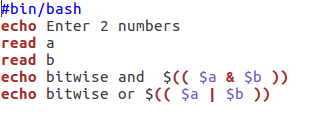 #bin/bash
echo Enter 2 numbers
read a
read b
echo bitwise and  $(( $a & $b ))
echo bitwise or $(( $a | $b ))